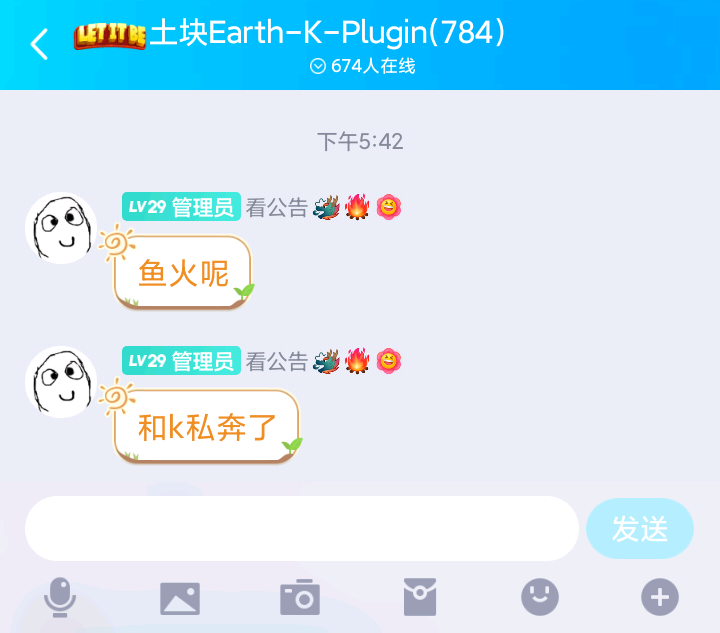 LET IT BE土块Earth-K-Plugin(784)
674人在线
下午5:42
LV29 管理员 看公告
鱼火呢
LV29 管理员 看公告
和k私奔了
发送